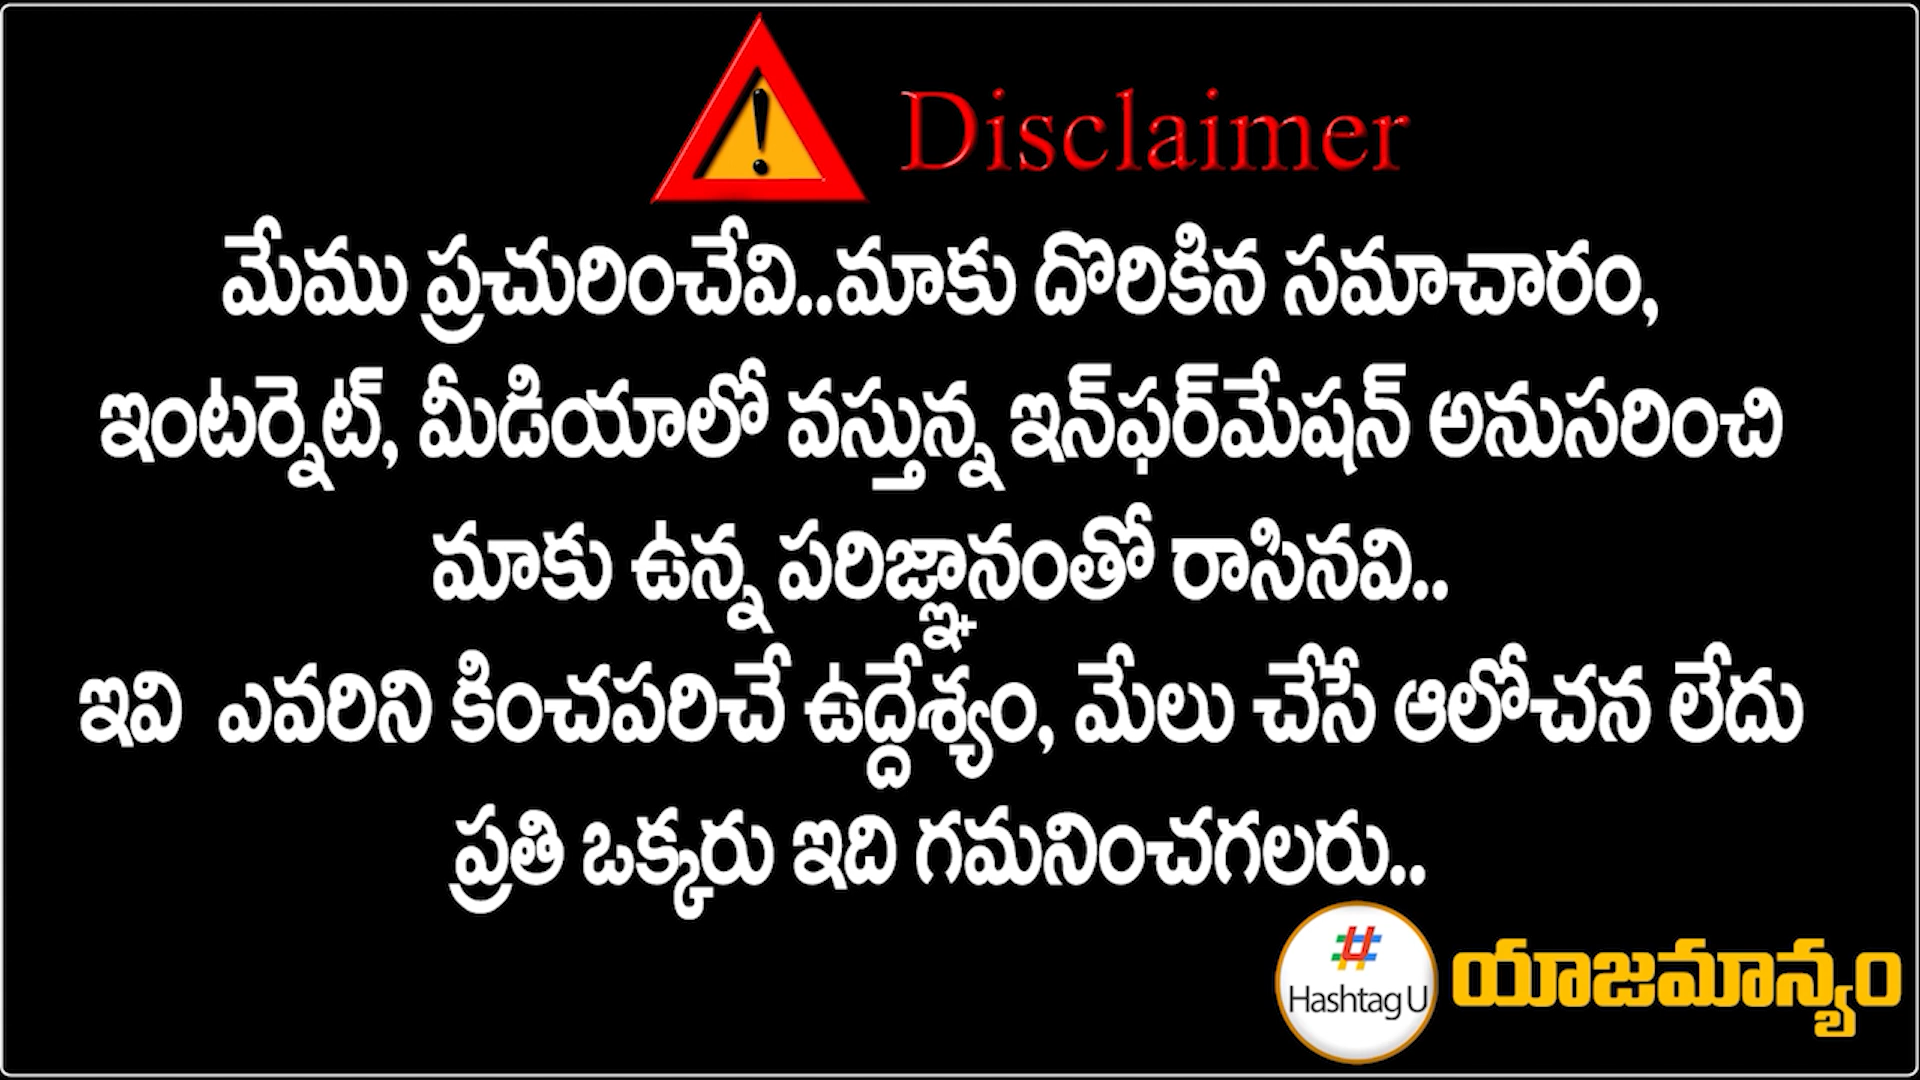 Disclaimer
మేము ప్రచురించేవి..మాకు దొరికిన సమాచారం,
ఇంటర్నెట్, మీడియాలో వస్తున్న ఇన్‌ఫర్‌మేషన్ అనుసరించి
మాకు ఉన్న పరిజ్ఞానంతో రాసినవి..
ఇవి ఎవరిని కించపరిచే ఉద్దేశ్యం, మేలు చేసే ఆలోచన లేదు
ప్రతి ఒక్కరు ఇది గమనించగలరు..
#
Hashtag U
యాజమాన్యం